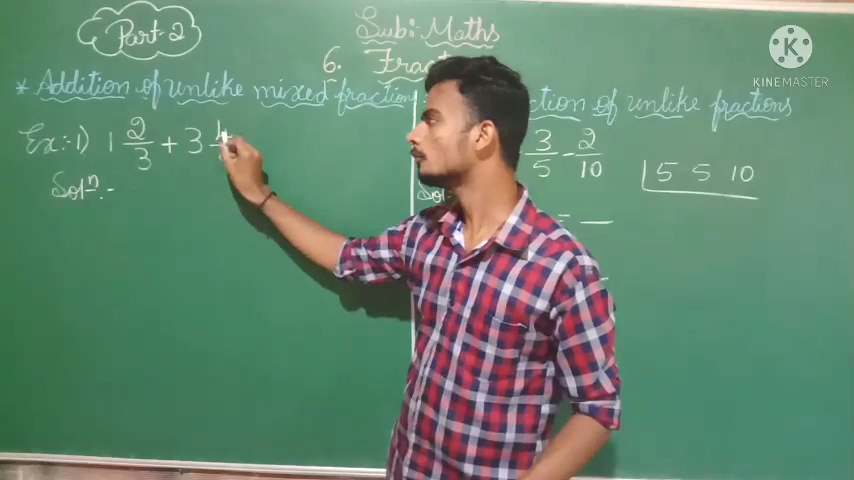 Part-2
Sub: Maths
6. Fract
* Addition of unlike mixed fraction
ction of unlike fractions
Ex:-1) 1 2/3 + 3
3/5 - 2/10
5 5 10
Solⁿ:-
Sol
= —
K
KINEMASTER